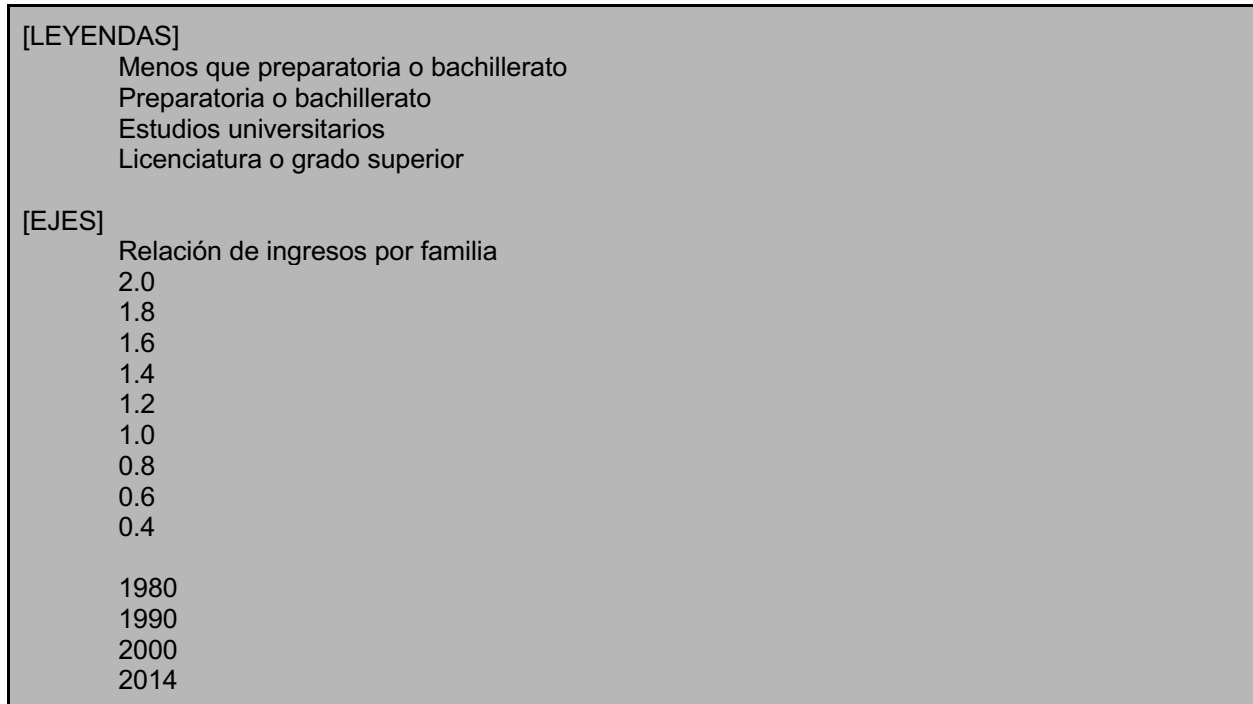 [LEYENDAS]
Menos que preparatoria o bachillerato
Preparatoria o bachillerato
Estudios universitarios
Licenciatura o grado superior
[EJES]
Relación de ingresos por familia
2.0
1.8
1.6
1.4
1.2
1.0
0.8
0.6
0.4
1980
1990
2000
2014